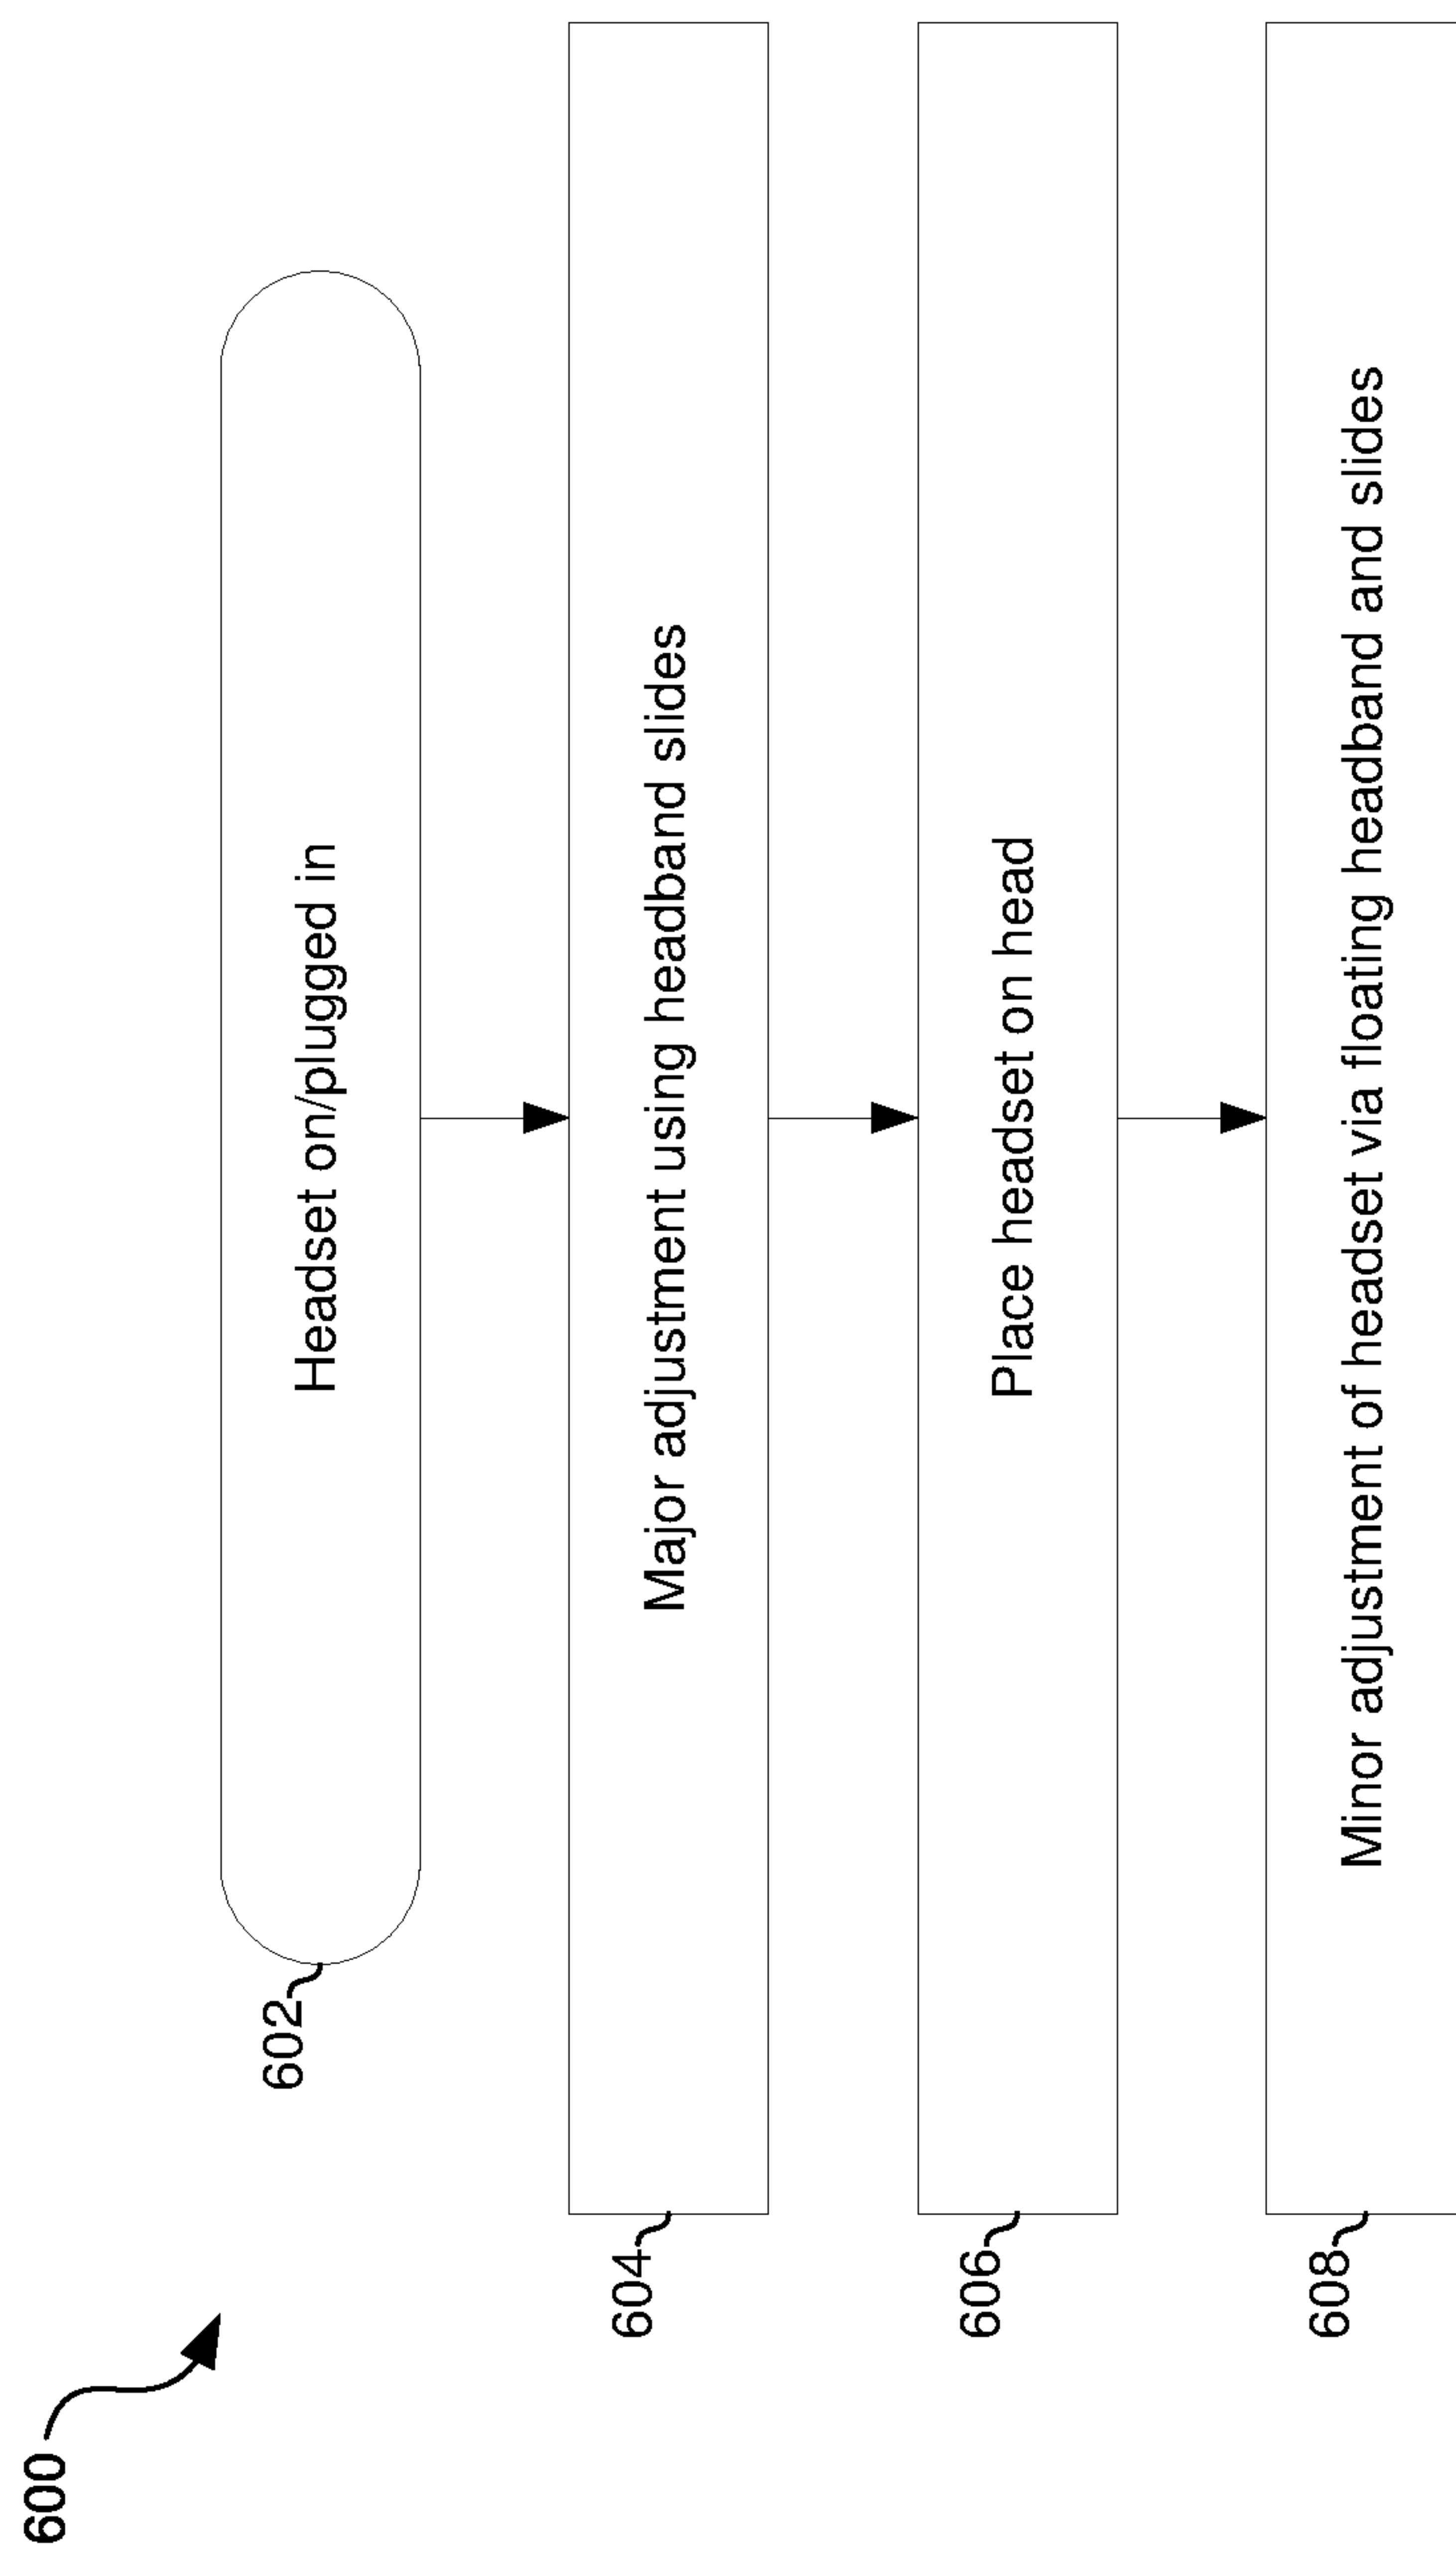 600
602
Headset on/plugged in
604
Major adjustment using headband slides
606
Place headset on head
608
Minor adjustment of headset via floating headband and slides